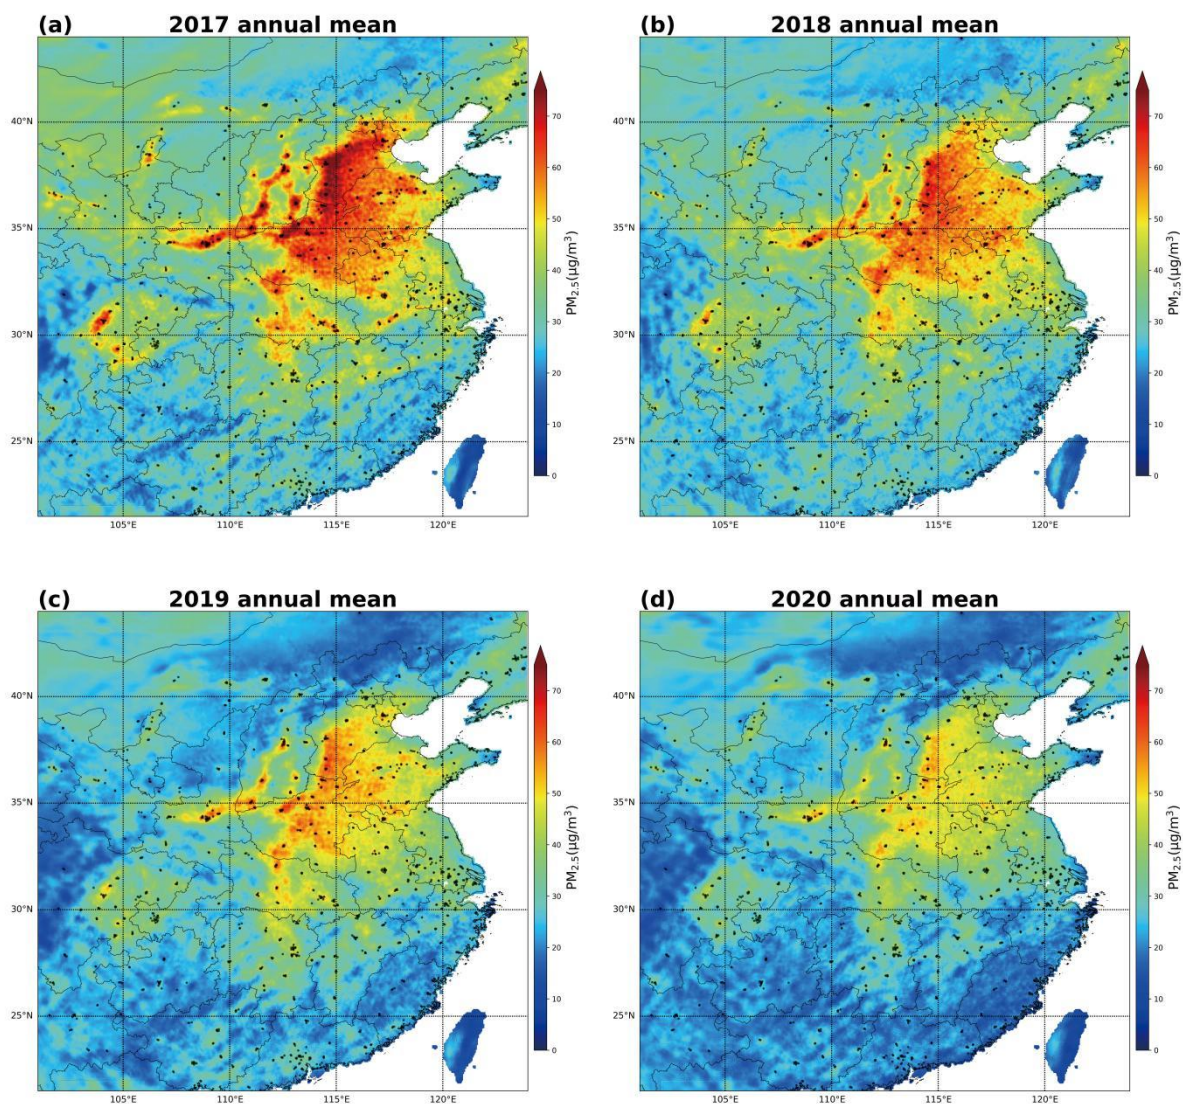 (a) 2017 annual mean
40°N
35°N
30°N
25°N
105°E 110°E 115°E 120°E
70
60
50
40
30
20
10
0
PM2.5(μg/m³)
(b) 2018 annual mean
40°N
35°N
30°N
25°N
105°E 110°E 115°E 120°E
70
60
50
40
30
20
10
0
PM2.5(μg/m³)
(c) 2019 annual mean
40°N
35°N
30°N
25°N
105°E 110°E 115°E 120°E
70
60
50
40
30
20
10
0
PM2.5(μg/m³)
(d) 2020 annual mean
40°N
35°N
30°N
25°N
105°E 110°E 115°E 120°E
70
60
50
40
30
20
10
0
PM2.5(μg/m³)